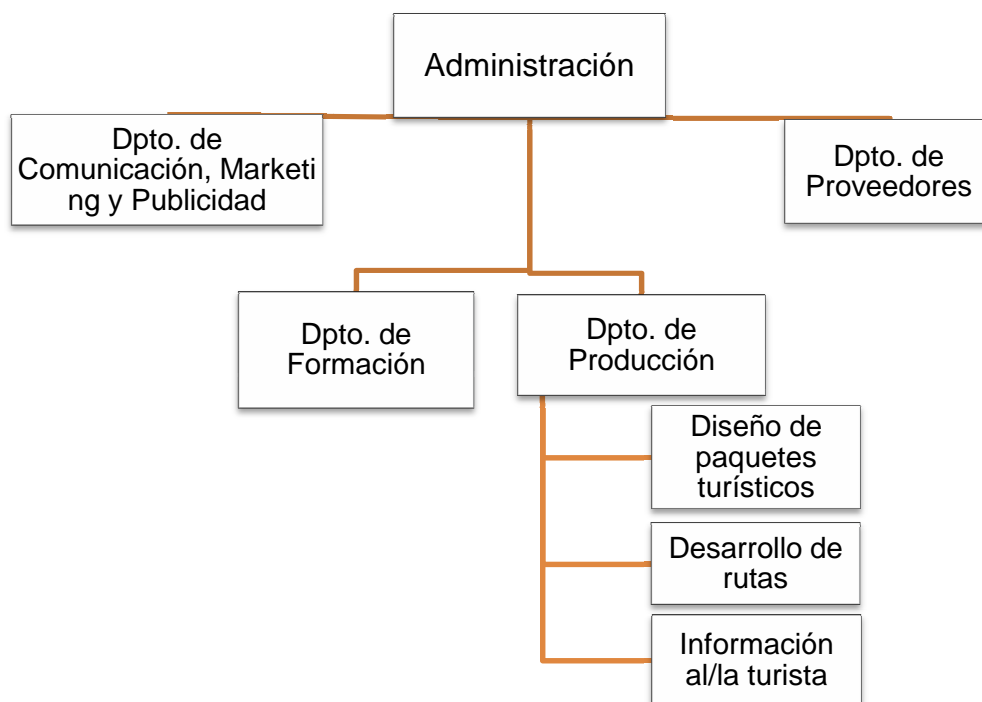 Administración
Dpto. de
Comunicación, Marketi
ng y Publicidad
Dpto. de
Proveedores
Dpto. de
Formación
Dpto. de
Producción
Diseño de
paquetes
turísticos
Desarrollo de
rutas
Información
al/la turista